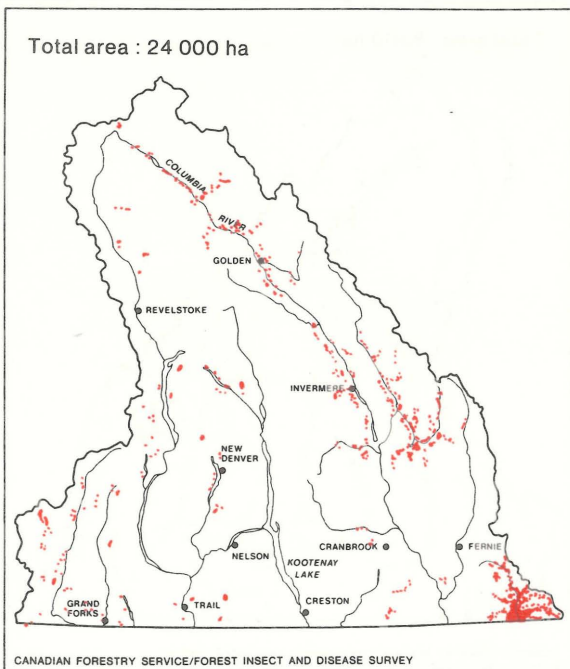 Total area : 24 000 ha
COLUMBIA
RIVER
GOLDEN
REVELSTOKE
INVERMERE
NEW
DENVER
NELSON
CRANBROOK
FERNIE
KOOTENAY
LAKE
GRAND
FORKS
TRAIL
CRESTON
CANADIAN FORESTRY SERVICE/FOREST INSECT AND DISEASE SURVEY